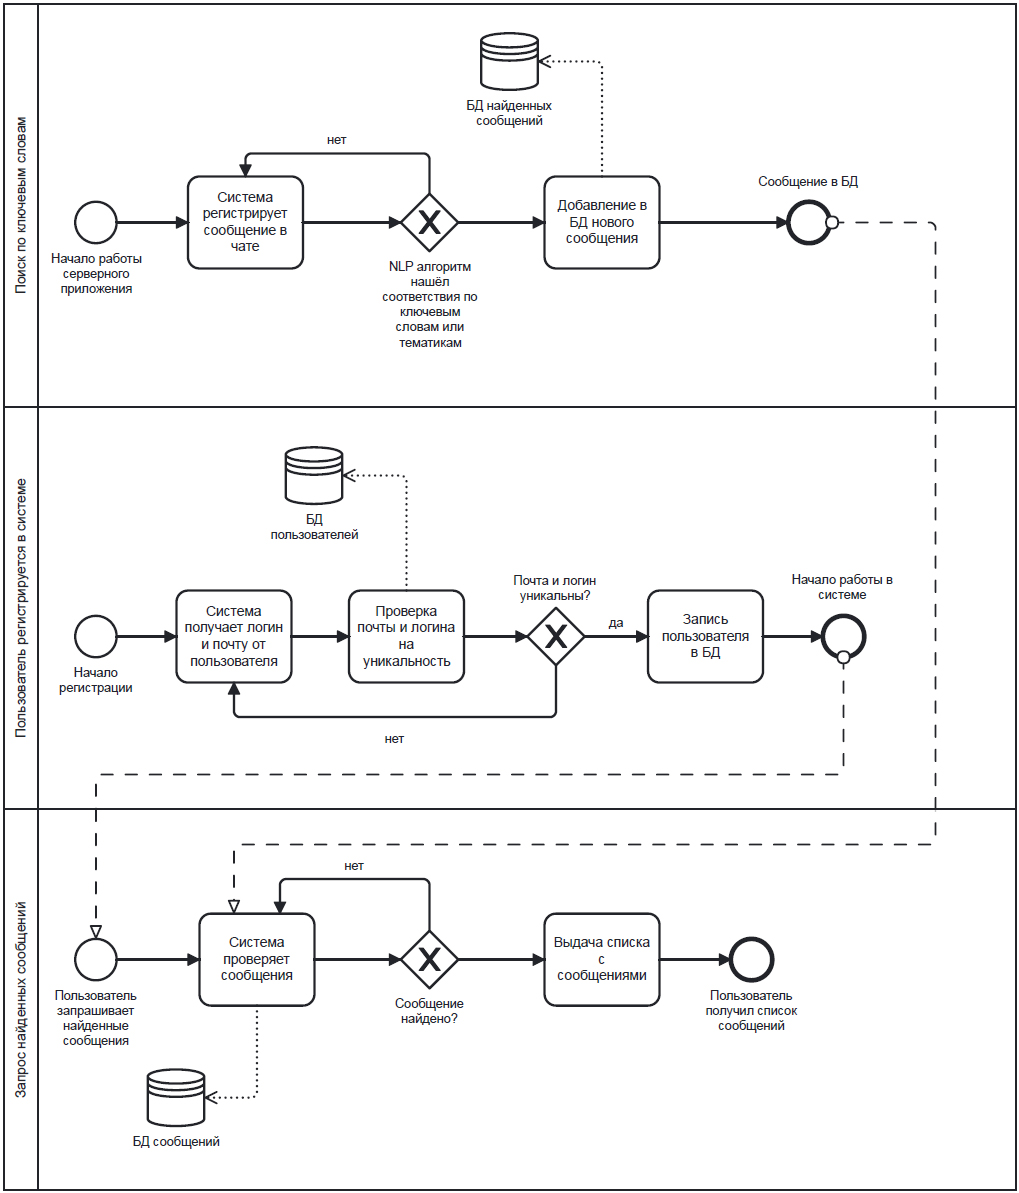 Поиск по ключевым словам
БД найденных
сообщений
нет
Система
регистрирует
сообщение в
чате
Добавление в
БД нового
сообщения
Сообщение в БД
Начало работы
серверного
приложения
NLP алгоритм
нашёл
соответствия по
ключевым
словам или
тематикам
Пользователь регистрируется в системе
БД
пользователей
Почта и логин
уникальны?
Начало работы в
системе
Система
получает логин
и почту от
пользователя
Проверка
почты и логина
на
уникальность
да
Запись
пользователя
в БД
Начало
регистрации
нет
Запрос найденных сообщений
нет
Система
проверяет
сообщения
Выдача списка
с
сообщениями
Пользователь
запрашивает
найденные
сообщения
Сообщение
найдено?
Пользователь
получил список
сообщений
БД сообщений